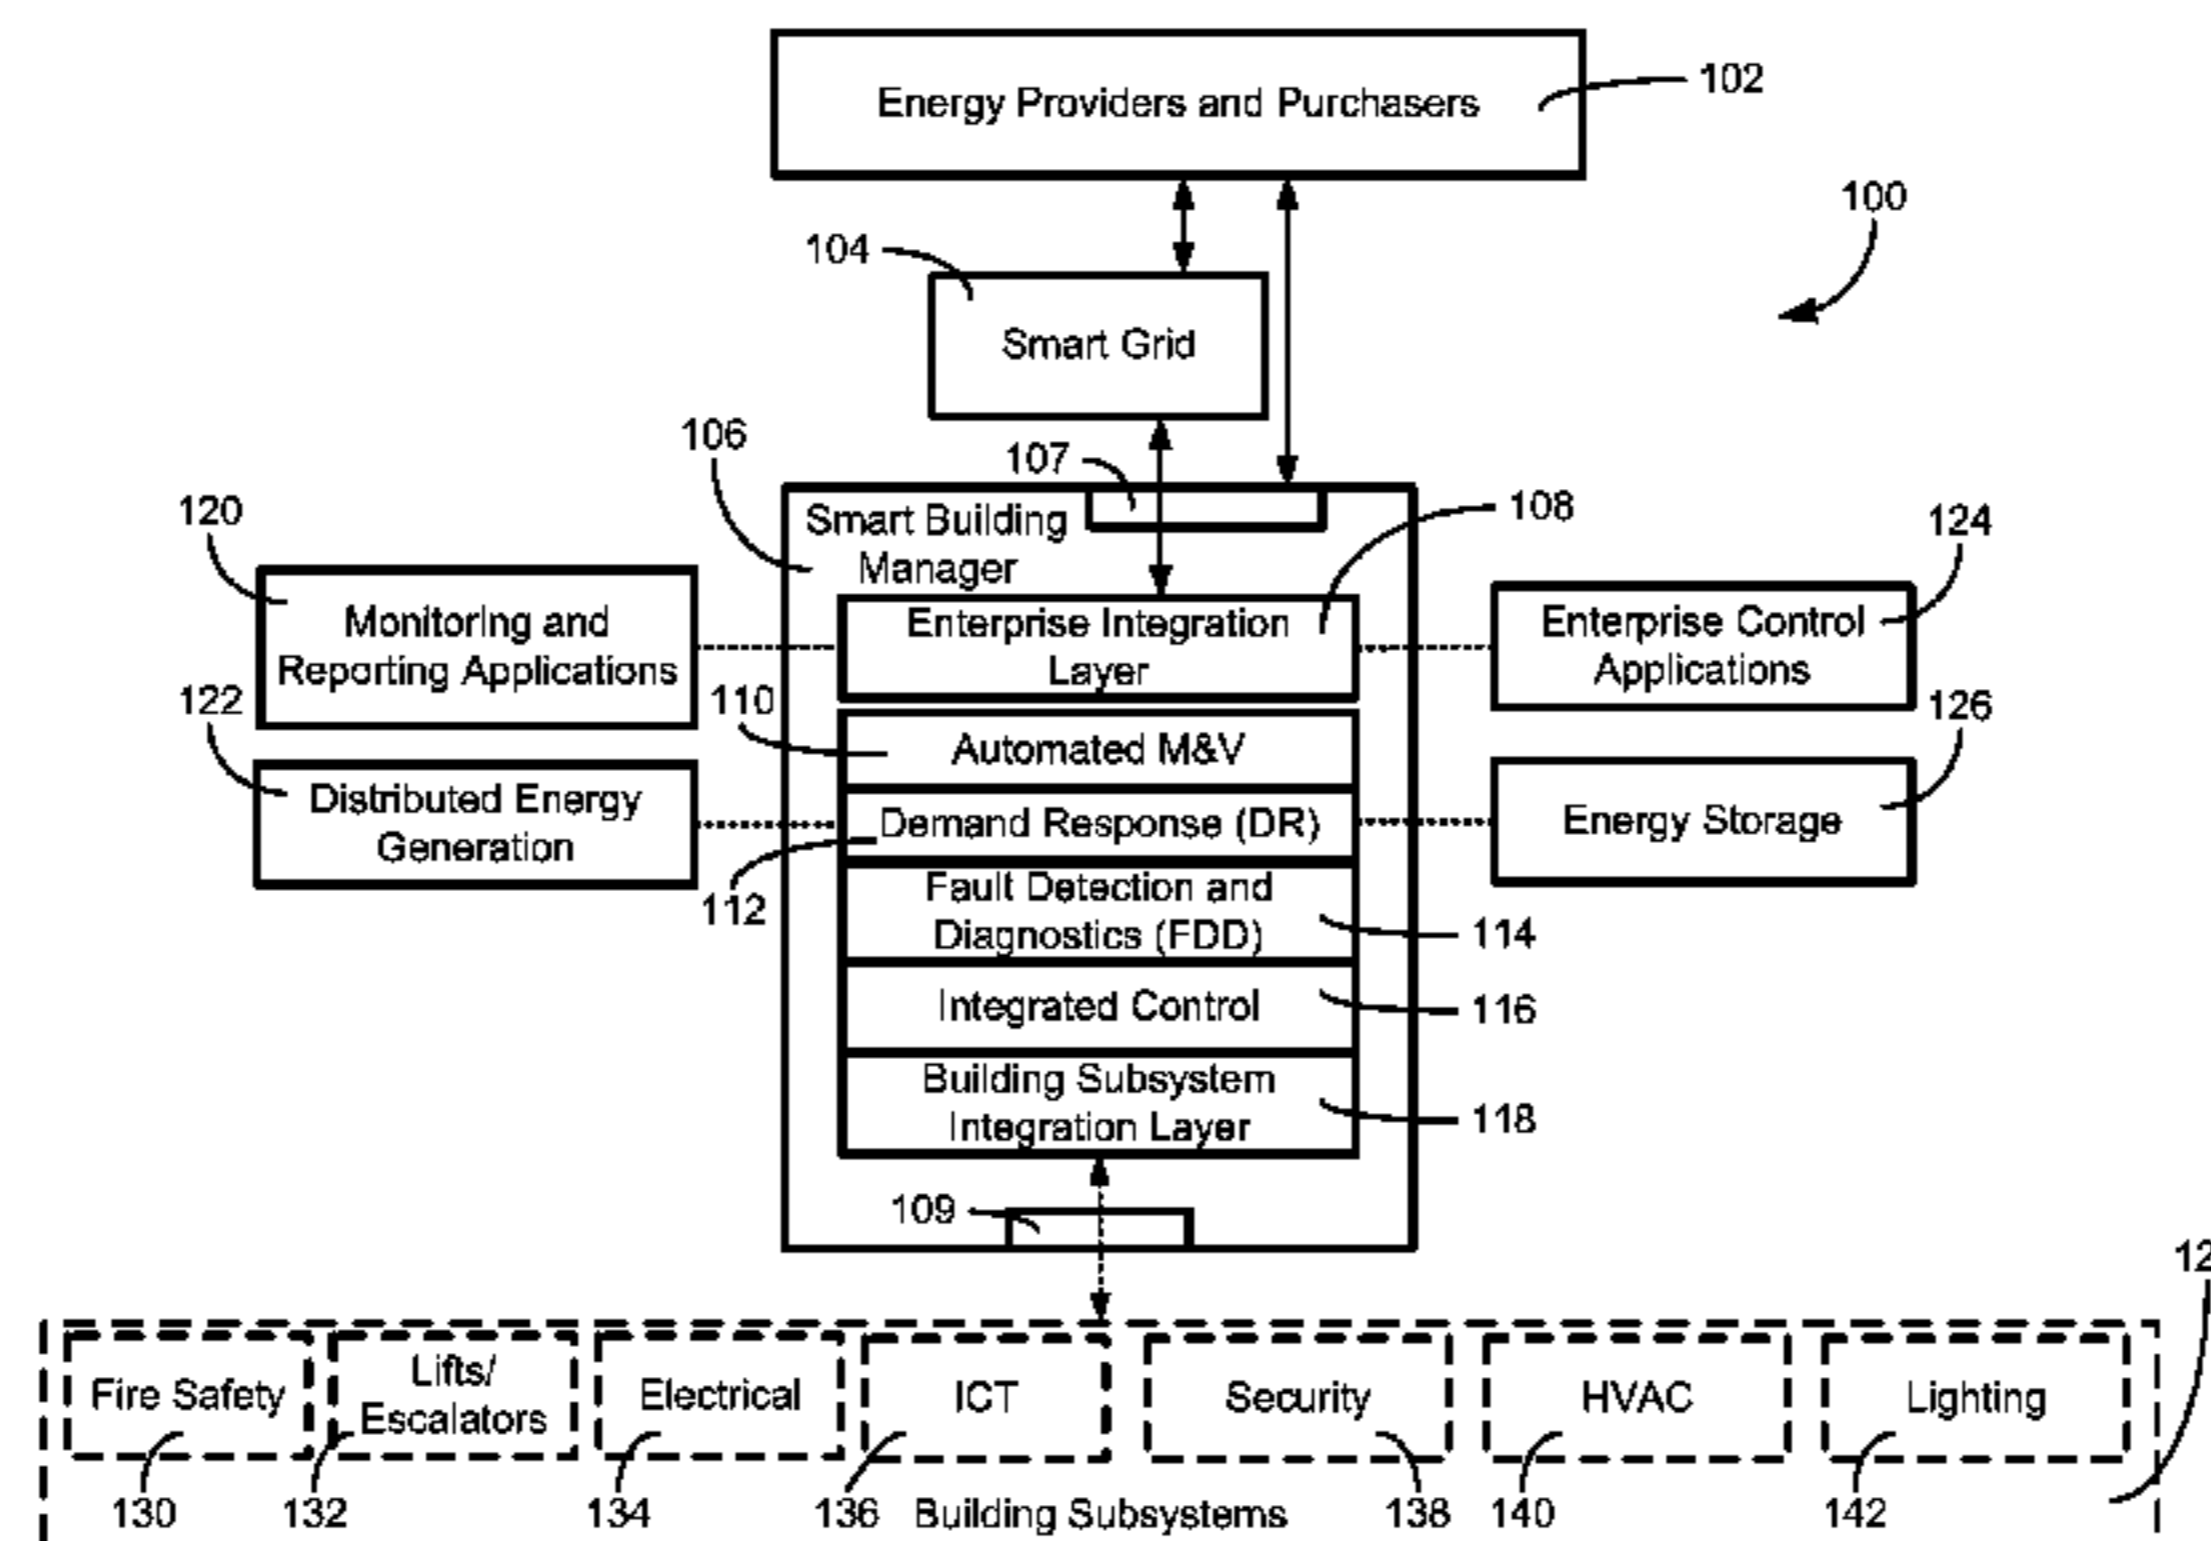 Energy Providers and Purchasers
102
100
104
Smart Grid
106
107
Smart Building
Manager
108
120
124
Monitoring and
Reporting Applications
Enterprise Integration
Layer
Enterprise Control
Applications
122
110
126
Automated M&V
Distributed Energy
Generation
Demand Response (DR)
Energy Storage
112
Fault Detection and
Diagnostics (FDD)
114
Integrated Control
116
Building Subsystem
Integration Layer
118
109
12
Fire Safety
Lifts/
Escalators
Electrical
ICT
Security
HVAC
Lighting
130
132
134
136
Building Subsystems
138
140
142